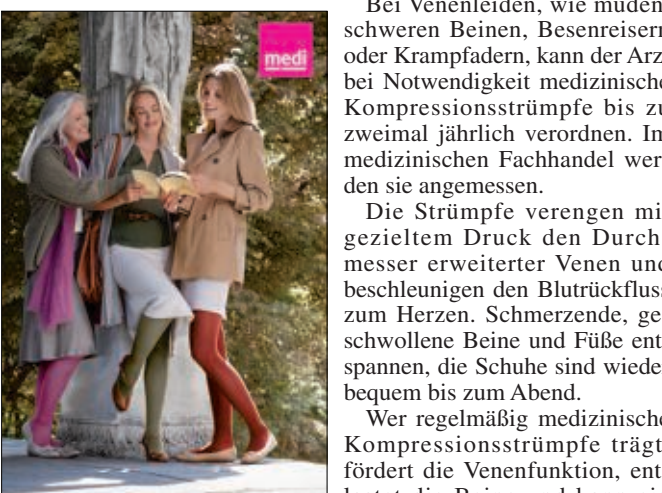 medi
Bei Venenleiden, wie müden,
schweren Beinen, Besenreisern
oder Krampfadern, kann der Arz
bei Notwendigkeit medizinische
Kompressionsstrümpfe bis zu
zweimal jährlich verordnen. Im
medizinischen Fachhandel wer
den sie angemessen.
Die Strümpfe verengen mi
gezieltem Druck den Durch
messer erweiterter Venen und
beschleunigen den Blutrückfluss
zum Herzen. Schmerzende, ge
schwollene Beine und Füße ent
spannen, die Schuhe sind wiede
bequem bis zum Abend.
Wer regelmäßig medizinische
Kompressionsstrümpfe trägt
fördert die Venenfunktion, ent